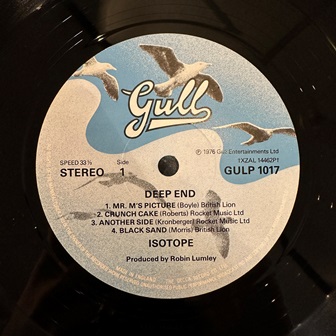 Gull
℗ 1976 Gull Entertainments Ltd
1XZAL 14462P1
SPEED 33⅓ Side
STEREO 1 GULP 1017
DEEP END
1. MR. M'S PICTURE (Boyle) British Lion
2. CRUNCH CAKE (Roberts) Rocket Music Ltd
3. ANOTHER SIDE (Kronberger) Rocket Music Ltd
4. BLACK SAND (Morris) British Lion
ISOTOPE
Produced by Robin Lumley